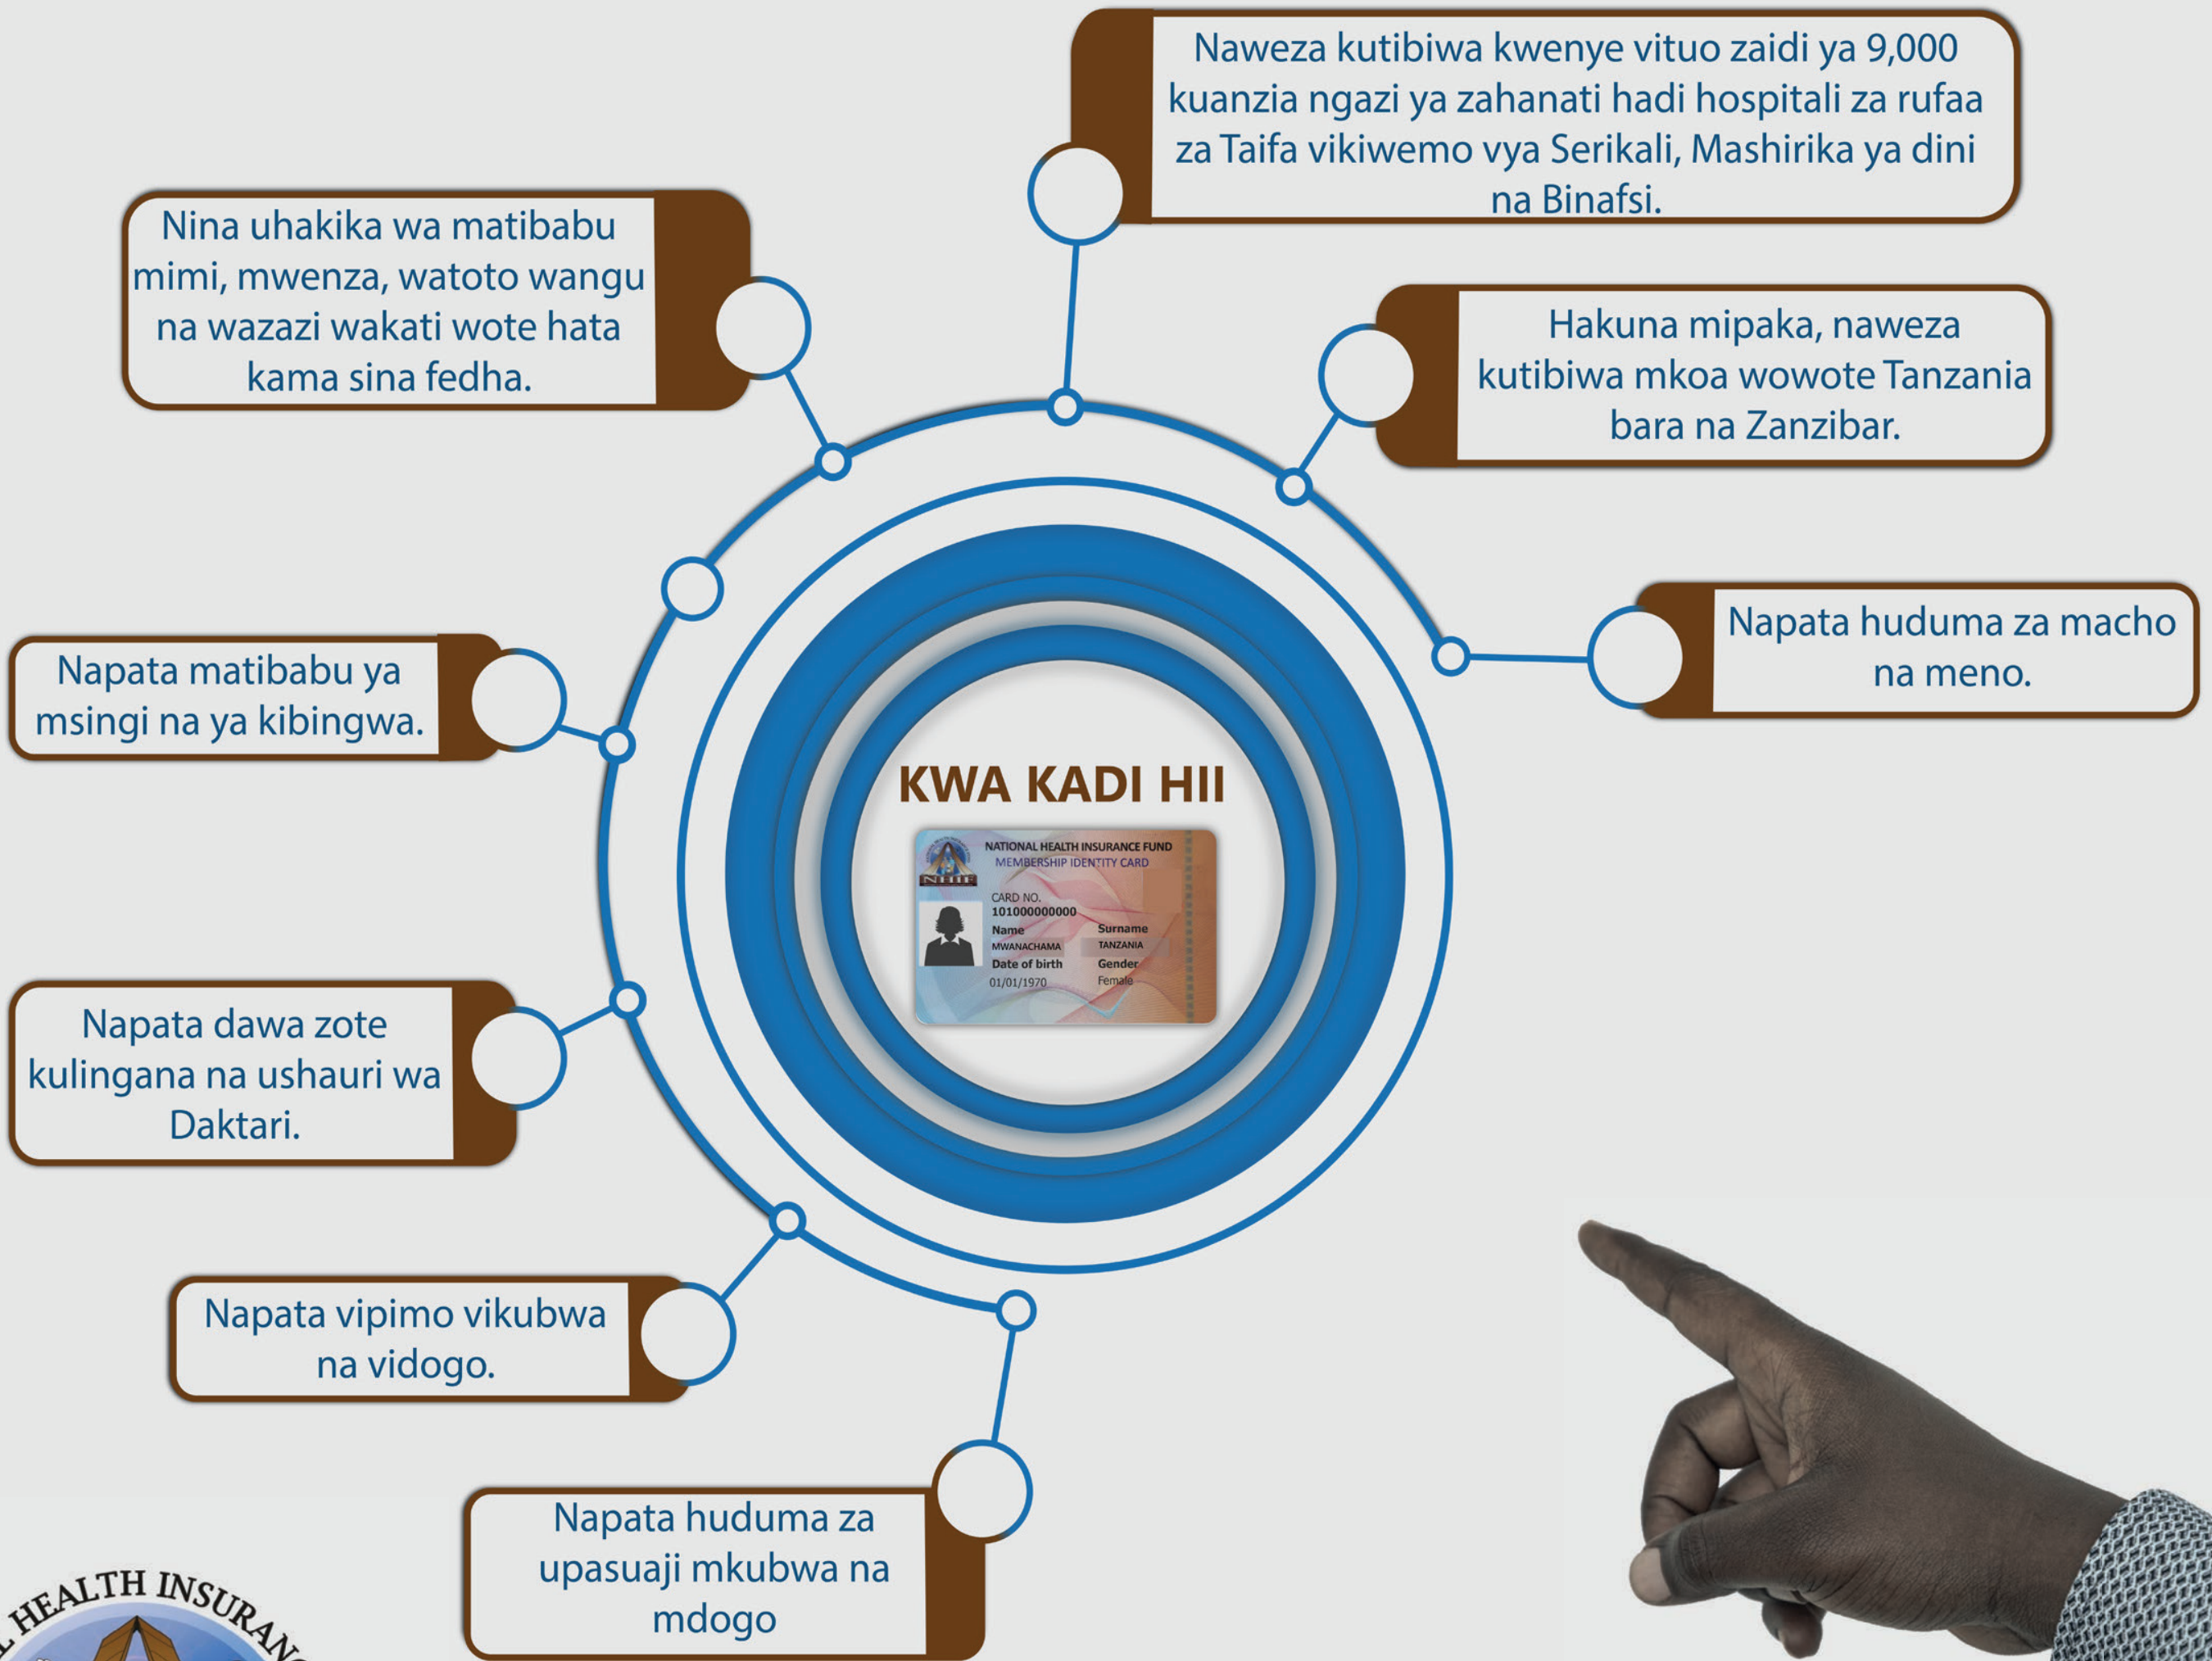 Naweza kutibiwa kwenye vituo zaidi ya 9,000
kuanzia ngazi ya zahanati hadi hospitali za rufaa
za Taifa vikiwemo vya Serikali, Mashirika ya dini
na Binafsi.
Nina uhakika wa matibabu
mimi, mwenza, watoto wangu
na wazazi wakati wote hata
kama sina fedha.
Hakuna mipaka, naweza
kutibiwa mkoa wowote Tanzania
bara na Zanzibar.
Napata huduma za macho
na meno.
Napata matibabu ya
msingi na ya kibingwa.
KWA KADI HII
NATIONAL HEALTH INSURANCE FUND
MEMBERSHIP IDENTITY CARD
NHIF
CARD NO.
101000000000
Name Surname
MWANACHAMA TANZANIA
Date of birth Gender
01/01/1970 Female
Napata dawa zote
kulingana na ushauri wa
Daktari.
Napata vipimo vikubwa
na vidogo.
Napata huduma za
upasuaji mkubwa na
mdogo
HEALTH INSURANC